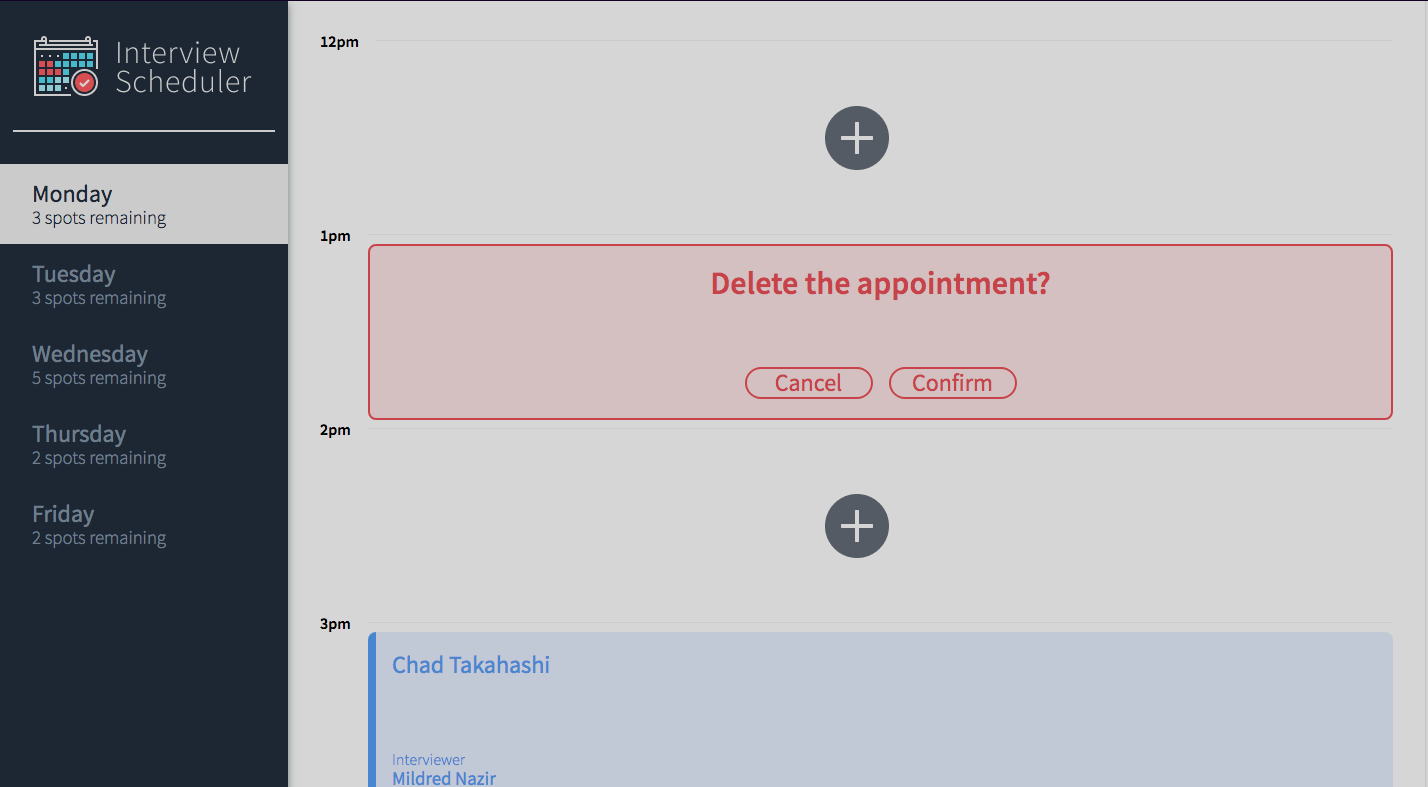 Interview
Scheduler
Monday
3 spots remaining
Tuesday
3 spots remaining
Wednesday
5 spots remaining
Thursday
2 spots remaining
Friday
2 spots remaining
12pm
1pm
Delete the appointment?
Cancel Confirm
2pm
3pm
Chad Takahashi
Interviewer
Mildred Nazir